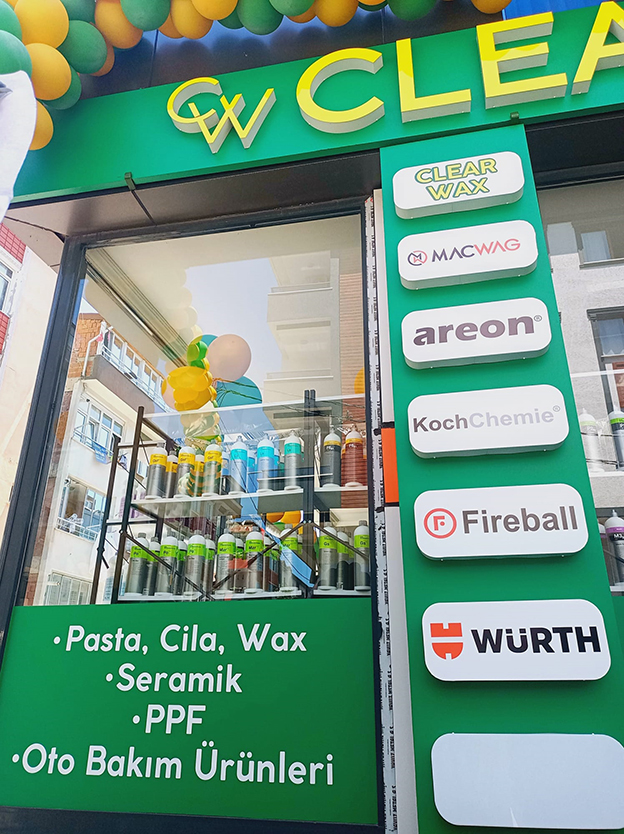 CW CLEA
CLEAR
WAX
MACWAG
areon®
KochChemie®
Fireball
WÜRTH
•Pasta, Cila, Wax
•Seramik
•PPF
•Oto Bakım Ürünleri